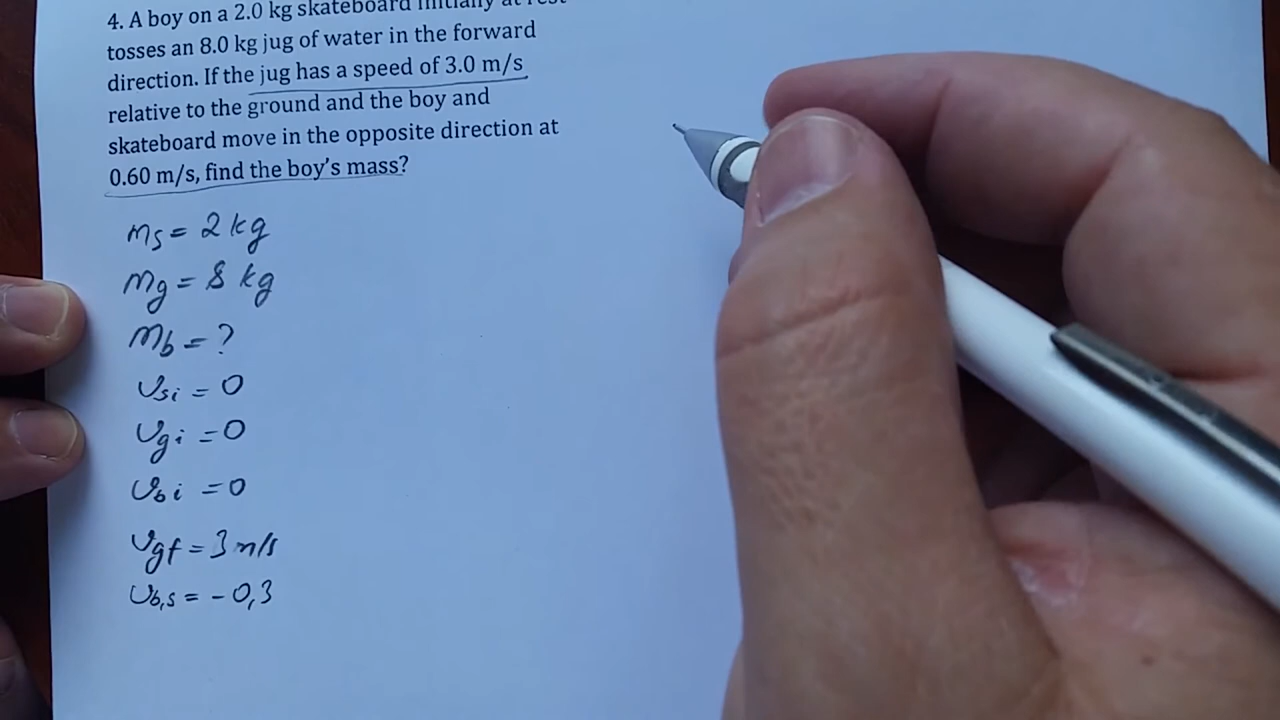 4. A boy on a 2.0 kg skateboard initially at rest
tosses an 8.0 kg jug of water in the forward
direction. If the jug has a speed of 3.0 m/s
relative to the ground and the boy and
skateboard move in the opposite direction at
0.60 m/s, find the boy's mass?
ms = 2 kg
mg = 8 kg
mb = ?
vsi = 0
vgi = 0
vbi = 0
vgf = 3 m/s
vb,s = - 0,3